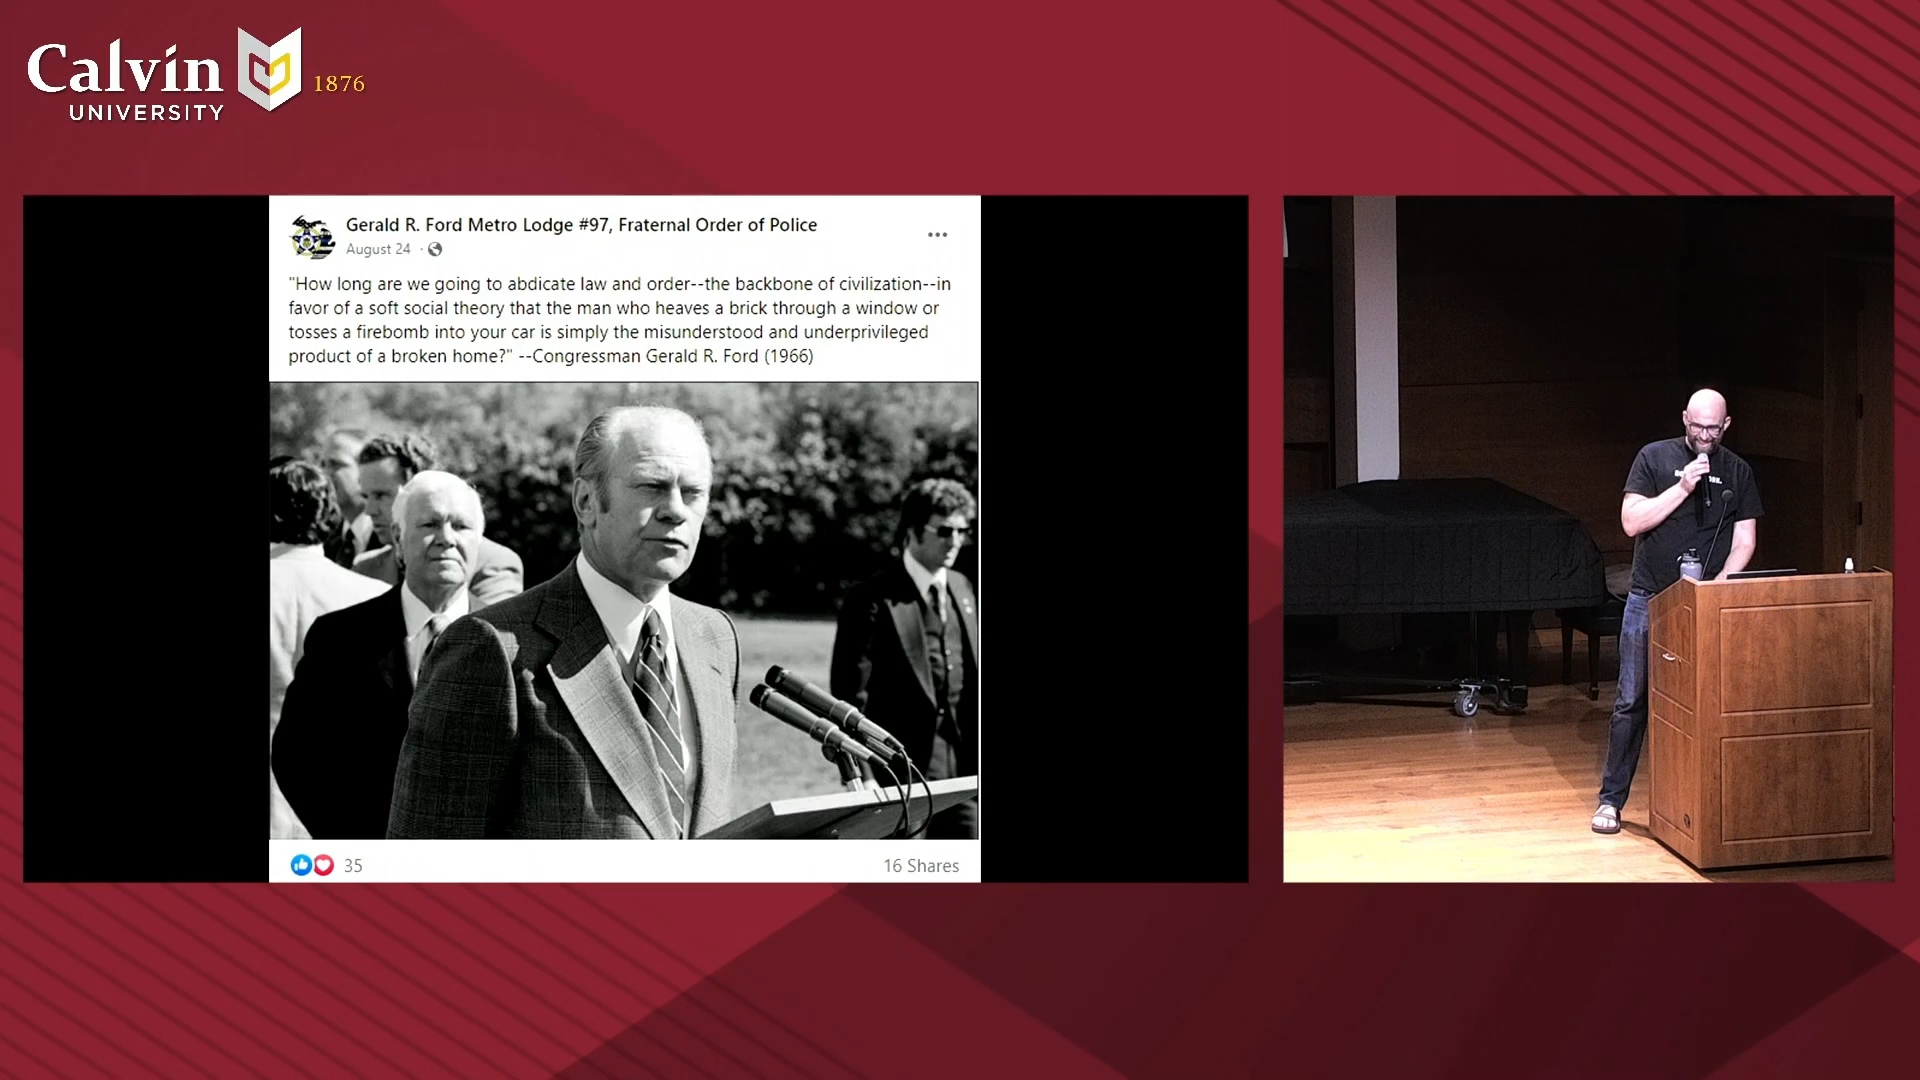 Calvin
UNIVERSITY
1876
Gerald R. Ford Metro Lodge #97, Fraternal Order of Police
August 24 ·
"How long are we going to abdicate law and order--the backbone of civilization--in
favor of a soft social theory that the man who heaves a brick through a window or
tosses a firebomb into your car is simply the misunderstood and underprivileged
product of a broken home?" --Congressman Gerald R. Ford (1966)
35
16 Shares